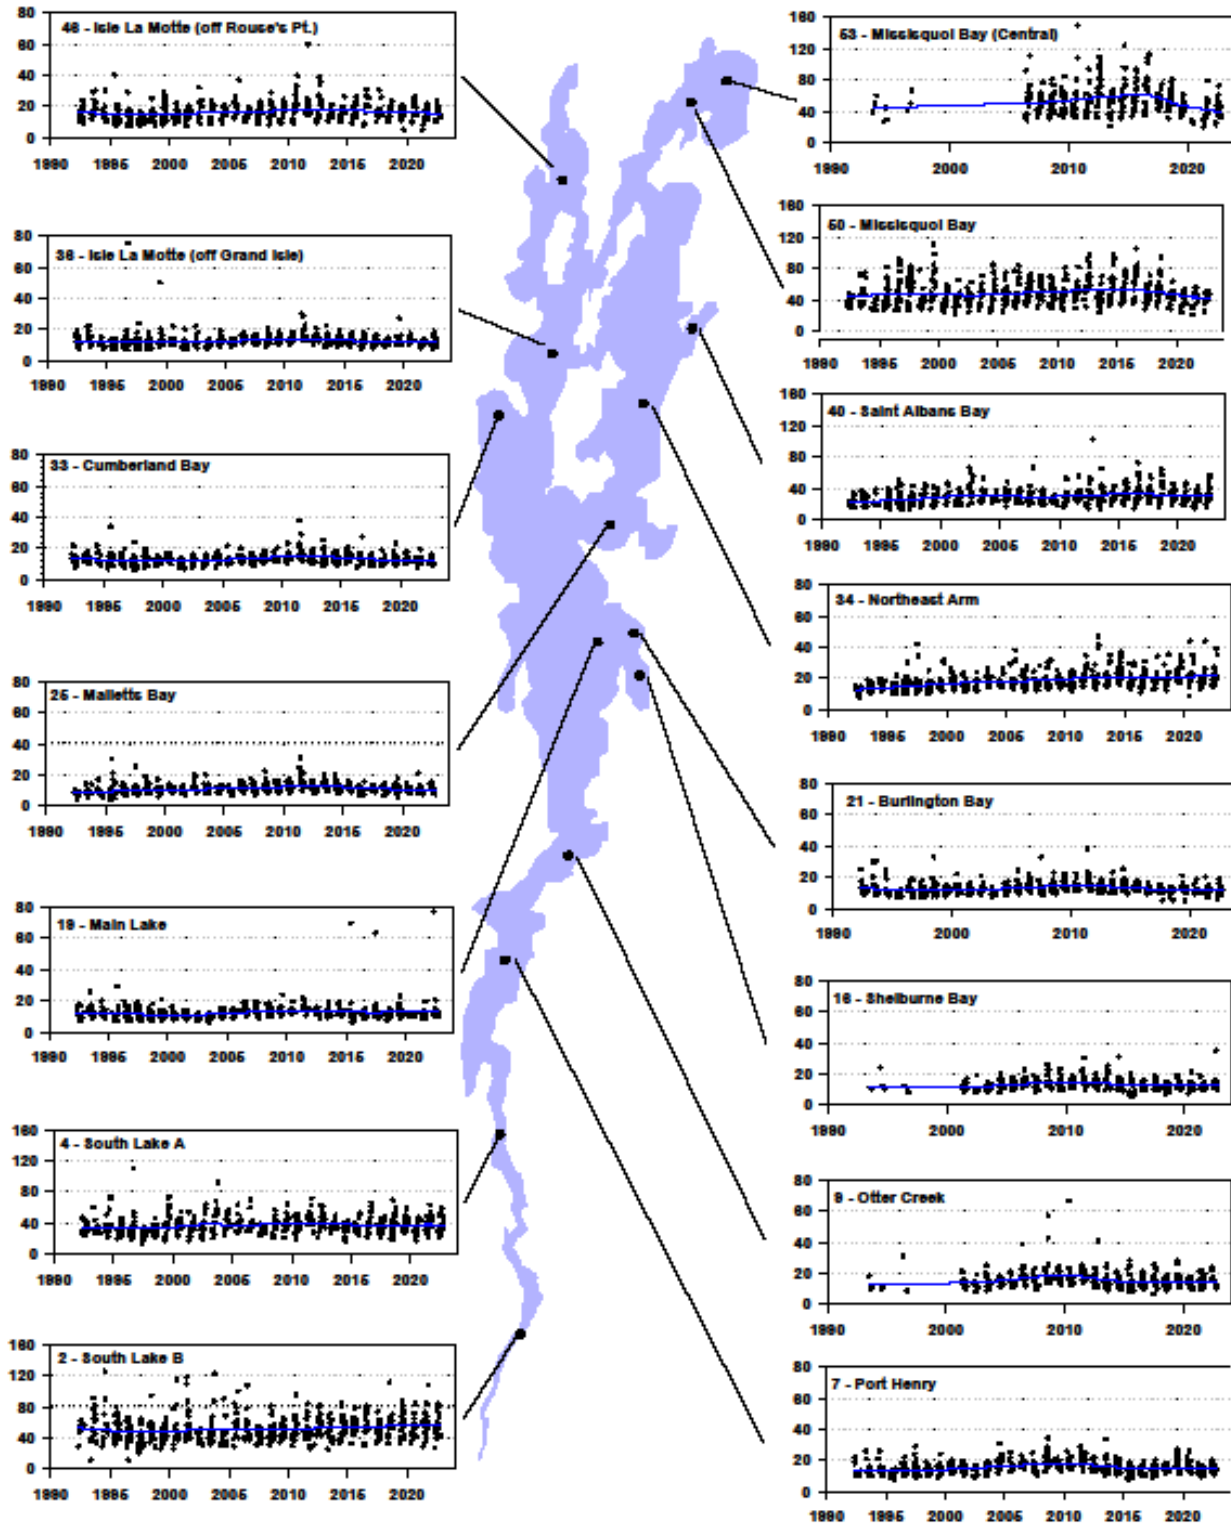 46 - Isle La Motte (off Rouse's Pt.)
80
60
40
20
0
1990 1995 2000 2005 2010 2015 2020
53 - Missisquoi Bay (Central)
160
120
80
40
0
1990 2000 2010 2020
36 - Isle La Motte (off Grand Isle)
80
60
40
20
0
1990 1995 2000 2005 2010 2015 2020
50 - Missisquoi Bay
160
120
80
40
0
1990 1995 2000 2005 2010 2015 2020
33 - Cumberland Bay
80
60
40
20
0
1990 1995 2000 2005 2010 2015 2020
40 - Saint Albans Bay
160
120
80
40
0
1990 1995 2000 2005 2010 2015 2020
34 - Northeast Arm
80
60
40
20
0
1990 1995 2000 2005 2010 2015 2020
25 - Malletts Bay
80
60
40
20
0
1990 1995 2000 2005 2010 2015 2020
21 - Burlington Bay
80
60
40
20
0
1990 2000 2010 2020
19 - Main Lake
80
60
40
20
0
1990 1995 2000 2005 2010 2015 2020
16 - Shelburne Bay
80
60
40
20
0
1990 2000 2010 2020
4 - South Lake A
160
120
80
40
0
1990 1995 2000 2005 2010 2015 2020
9 - Otter Creek
80
60
40
20
0
1990 2000 2010 2020
2 - South Lake B
160
120
80
40
0
1990 1995 2000 2005 2010 2015 2020
7 - Port Henry
80
60
40
20
0
1990 1995 2000 2005 2010 2015 2020